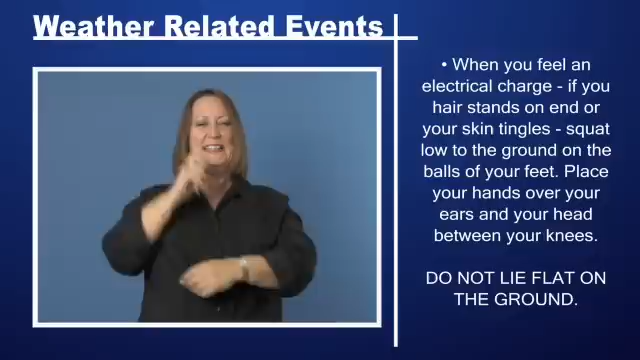 Weather Related Events
• When you feel an
electrical charge - if you
hair stands on end or
your skin tingles - squat
low to the ground on the
balls of your feet. Place
your hands over your
ears and your head
between your knees.
DO NOT LIE FLAT ON
THE GROUND.